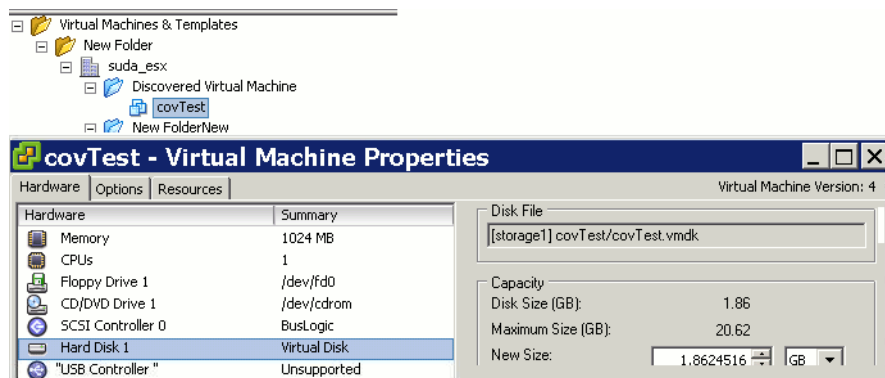 Virtual Machines & Templates
New Folder
suda_esx
Discovered Virtual Machine
covTest
New FolderNew
covTest - Virtual Machine Properties
Hardware Options Resources Virtual Machine Version: 4
Hardware Summary
Memory 1024 MB
CPUs 1
Floppy Drive 1 /dev/fd0
CD/DVD Drive 1 /dev/cdrom
SCSI Controller 0 BusLogic
Hard Disk 1 Virtual Disk
"USB Controller " Unsupported
Disk File
[storage1] covTest/covTest.vmdk
Capacity
Disk Size (GB): 1.86
Maximum Size (GB): 20.62
New Size: 1.8624516 GB